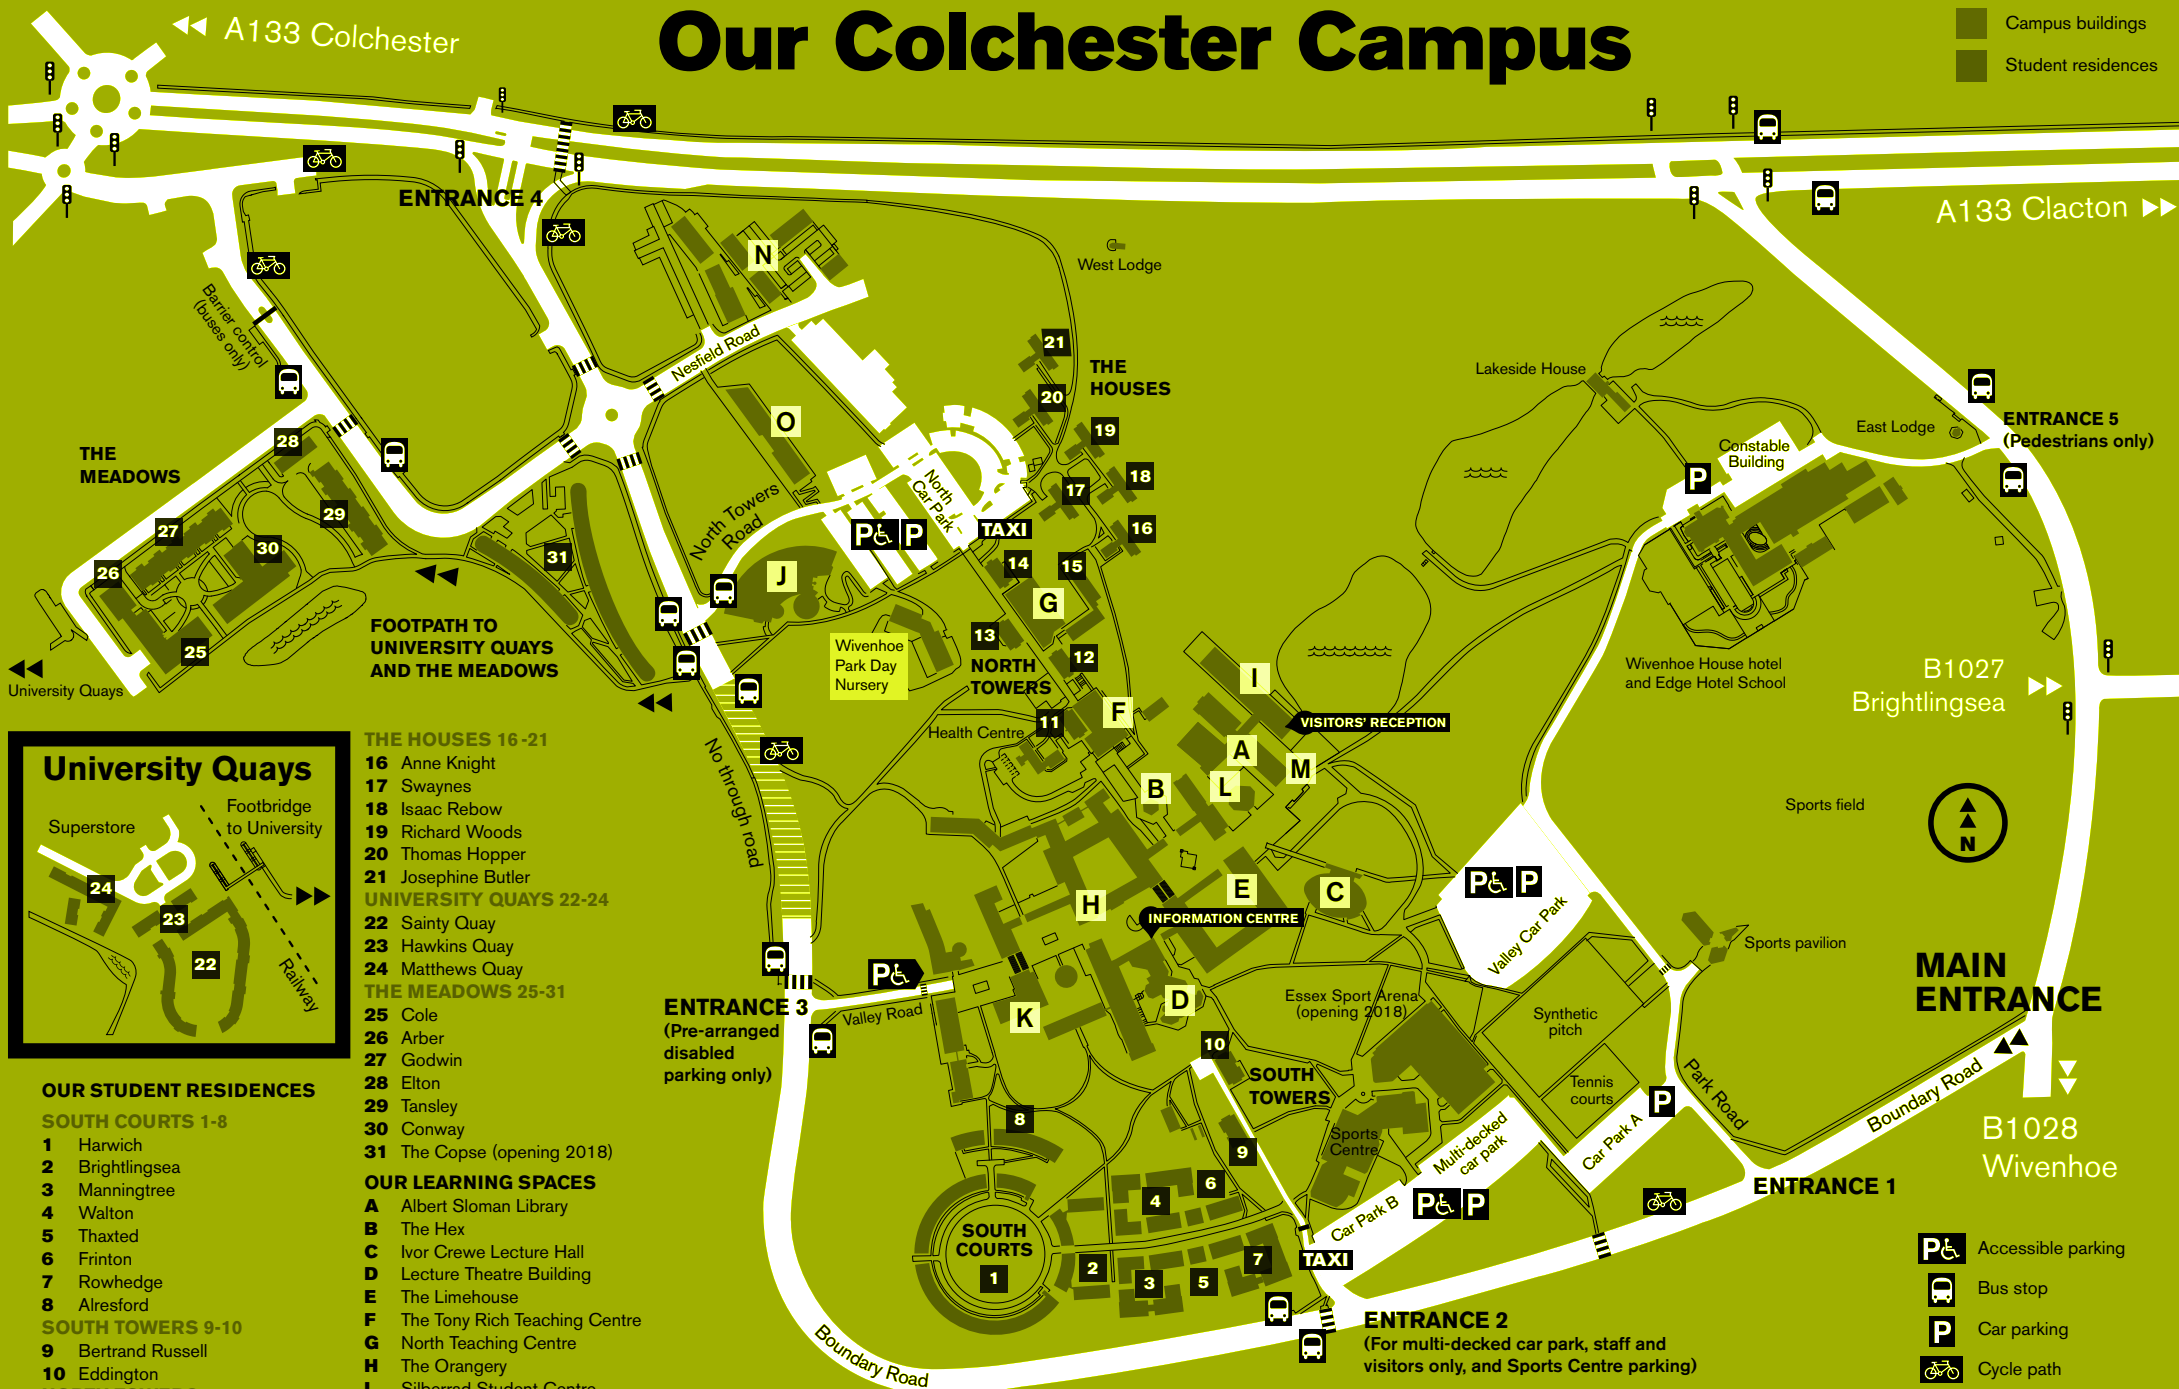 Our Colchester Campus
Campus buildings
Student residences
A133 Colchester
A133 Clacton
ENTRANCE 4
N
West Lodge
Barrier control
(buses only)
Nesfield Road
21
20
THE
HOUSES
19
18
17
16
O
Lakeside House
Constable
Building
P
East Lodge
ENTRANCE 5
(Pedestrians only)
THE
MEADOWS
28
29
27
30
26
25
31
University Quays
FOOTPATH TO
UNIVERSITY QUAYS
AND THE MEADOWS
North Towers
Road
North
Car Park
P
P
TAXI
J
14
15
G
13
12
NORTH
TOWERS
Wivenhoe
Park Day
Nursery
11
F
Health Centre
I
VISITORS' RECEPTION
A
M
L
B
Wivenhoe House hotel
and Edge Hotel School
B1027
Brightlingsea
No through road
Sports field
N
P
P
Valley Car Park
E
C
H
INFORMATION CENTRE
Sports pavilion
MAIN
ENTRANCE
P
Valley Road
ENTRANCE 3
(Pre-arranged
disabled
parking only)
K
D
Essex Sport Arena
(opening 2018)
Synthetic
pitch
Tennis
courts
10
SOUTH
TOWERS
8
9
Sports
Centre
Multi-decked
car park
Car Park A
P
Park Road
Boundary Road
B1028
Wivenhoe
ENTRANCE 1
Car Park B
P
P
SOUTH
COURTS
1
2
3
4
5
6
7
TAXI
ENTRANCE 2
(For multi-decked car park, staff and
visitors only, and Sports Centre parking)
Boundary Road
P Accessible parking
Bus stop
P Car parking
Cycle path
University Quays
Superstore
Footbridge
to University
24
23
22
Railway
OUR STUDENT RESIDENCES
SOUTH COURTS 1-8
1 Harwich
2 Brightlingsea
3 Manningtree
4 Walton
5 Thaxted
6 Frinton
7 Rowhedge
8 Alresford
SOUTH TOWERS 9-10
9 Bertrand Russell
10 Eddington
THE HOUSES 16-21
16 Anne Knight
17 Swaynes
18 Isaac Rebow
19 Richard Woods
20 Thomas Hopper
21 Josephine Butler
UNIVERSITY QUAYS 22-24
22 Sainty Quay
23 Hawkins Quay
24 Matthews Quay
THE MEADOWS 25-31
25 Cole
26 Arber
27 Godwin
28 Elton
29 Tansley
30 Conway
31 The Copse (opening 2018)
OUR LEARNING SPACES
A Albert Sloman Library
B The Hex
C Ivor Crewe Lecture Hall
D Lecture Theatre Building
E The Limehouse
F The Tony Rich Teaching Centre
G North Teaching Centre
H The Orangery
I Silberrad Student Centre